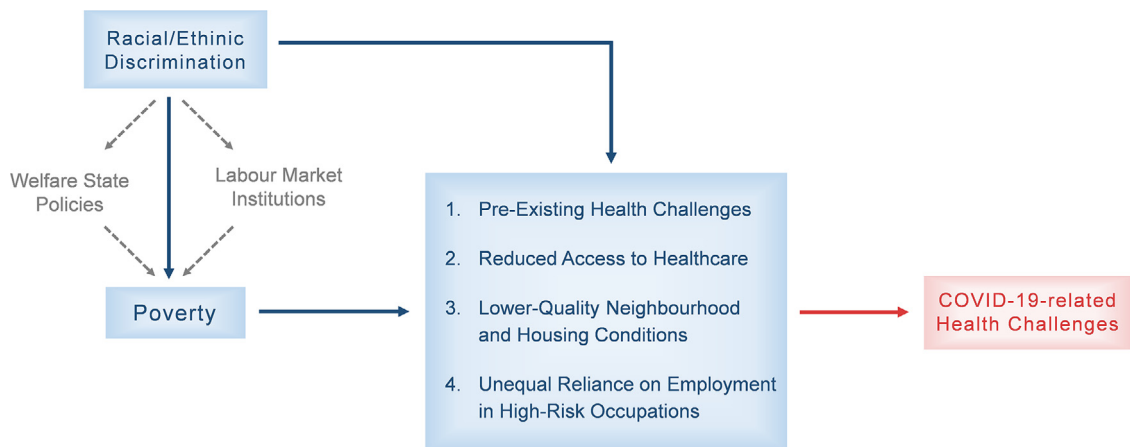 Racial/Ethinic
Discrimination
Welfare State
Policies
Labour Market
Institutions
Poverty
1. Pre-Existing Health Challenges
2. Reduced Access to Healthcare
3. Lower-Quality Neighbourhood
and Housing Conditions
4. Unequal Reliance on Employment
in High-Risk Occupations
COVID-19-related
Health Challenges